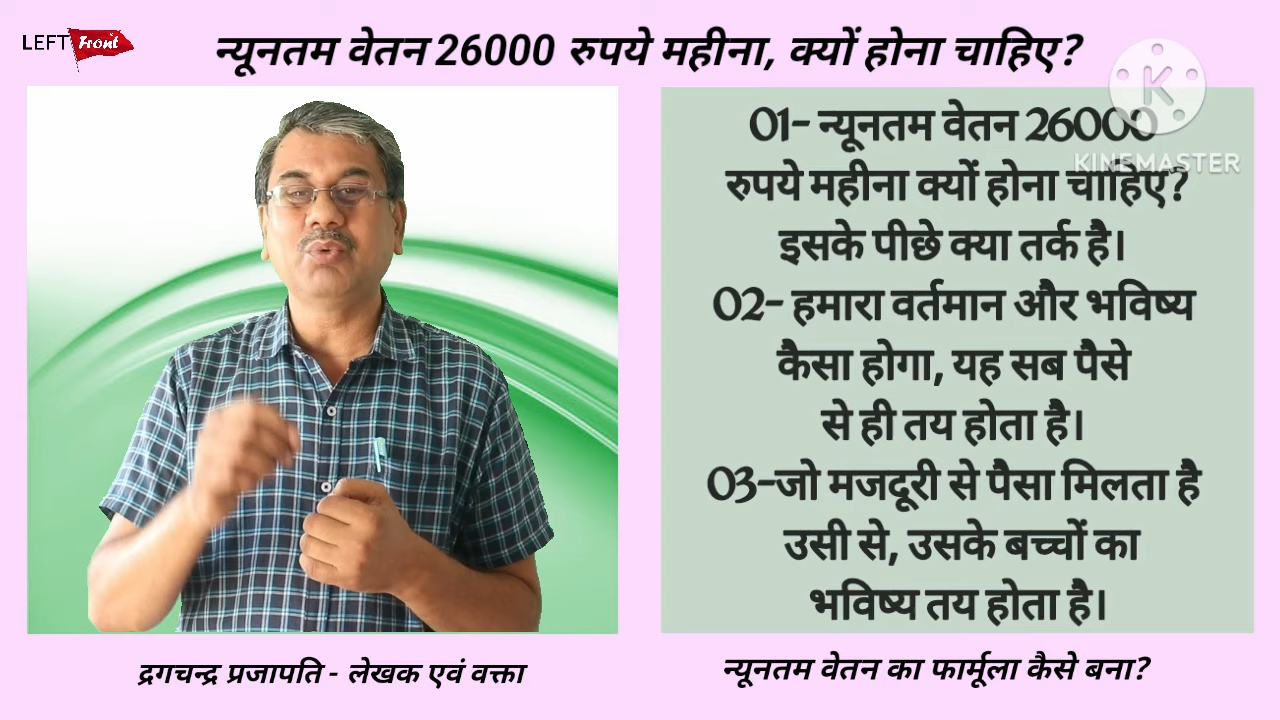 LEFT Front
न्यूनतम वेतन 26000 रुपये महीना, क्यों होना चाहिए?
01- न्यूनतम वेतन 26000
रुपये महीना क्यों होना चाहिए?
इसके पीछे क्या तर्क है।
02- हमारा वर्तमान और भविष्य
कैसा होगा, यह सब पैसे
से ही तय होता है।
03-जो मजदूरी से पैसा मिलता है
उसी से, उसके बच्चों का
भविष्य तय होता है।
K
KINEMASTER
द्रगचन्द्र प्रजापति - लेखक एवं वक्ता
न्यूनतम वेतन का फार्मूला कैसे बना?